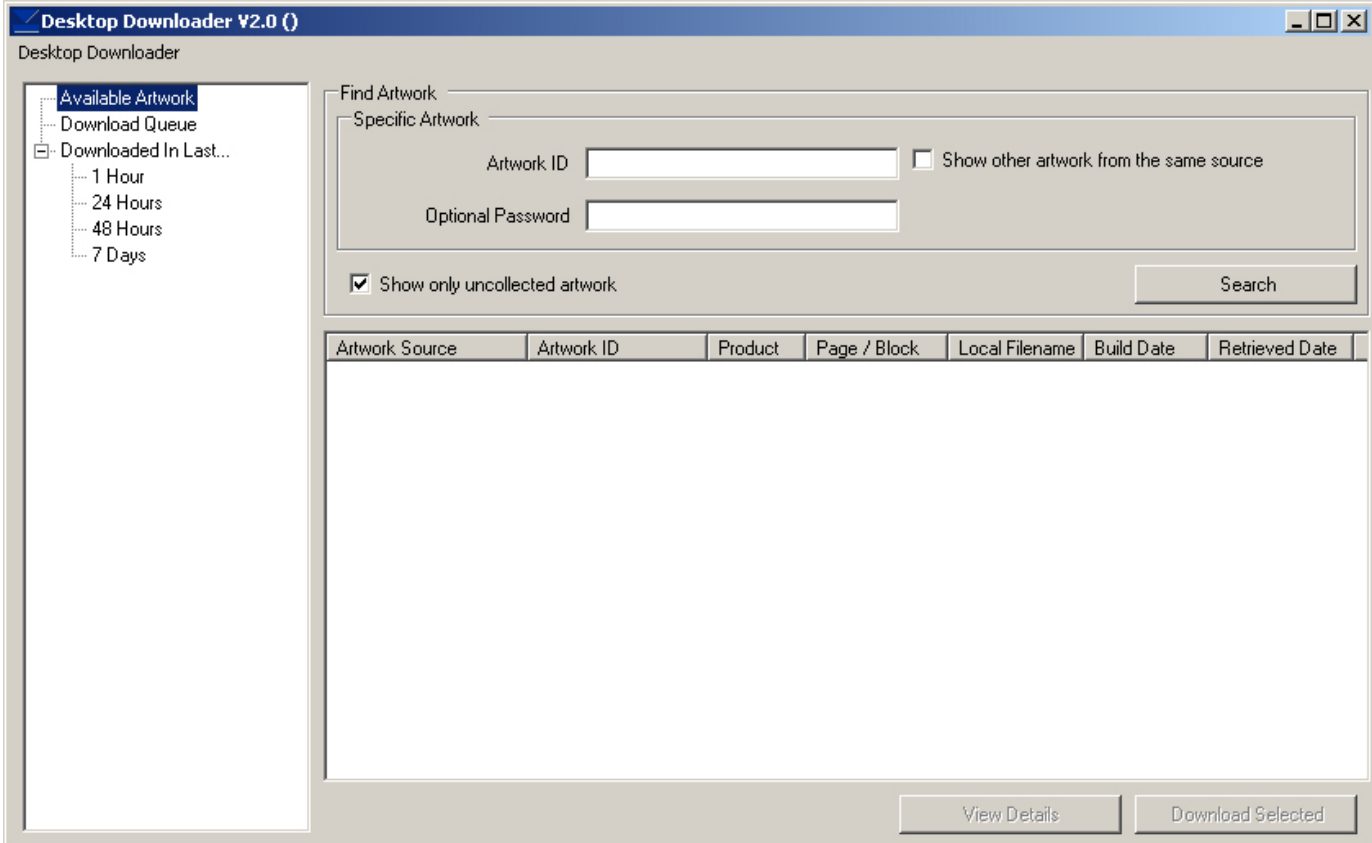 Desktop Downloader V2.0 ()
Desktop Downloader
Available Artwork
Download Queue
Downloaded In Last...
1 Hour
24 Hours
48 Hours
7 Days
Find Artwork
Specific Artwork
Artwork ID
Show other artwork from the same source
Optional Password
Show only uncollected artwork
Search
Artwork Source Artwork ID Product Page / Block Local Filename Build Date Retrieved Date
View Details Download Selected